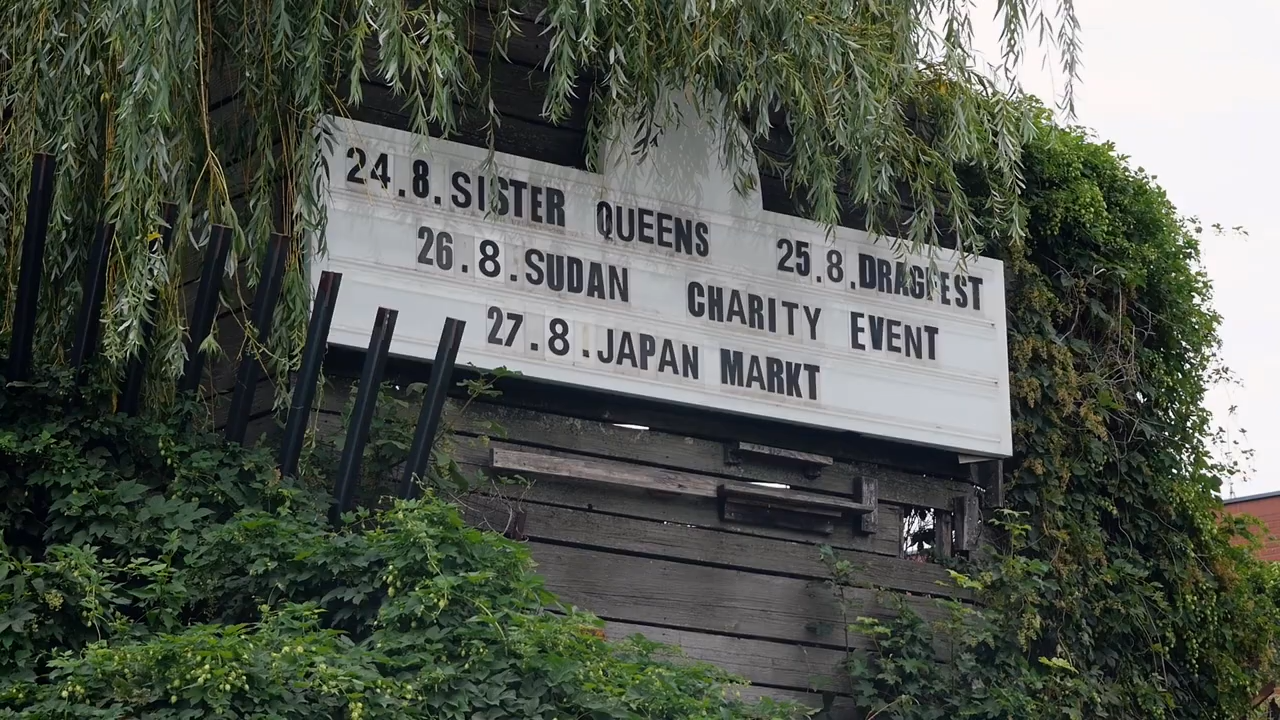 24.8.SISTER QUEENS 25.8.DRAGFEST
26.8.SUDAN CHARITY EVENT
27.8.JAPAN MARKT